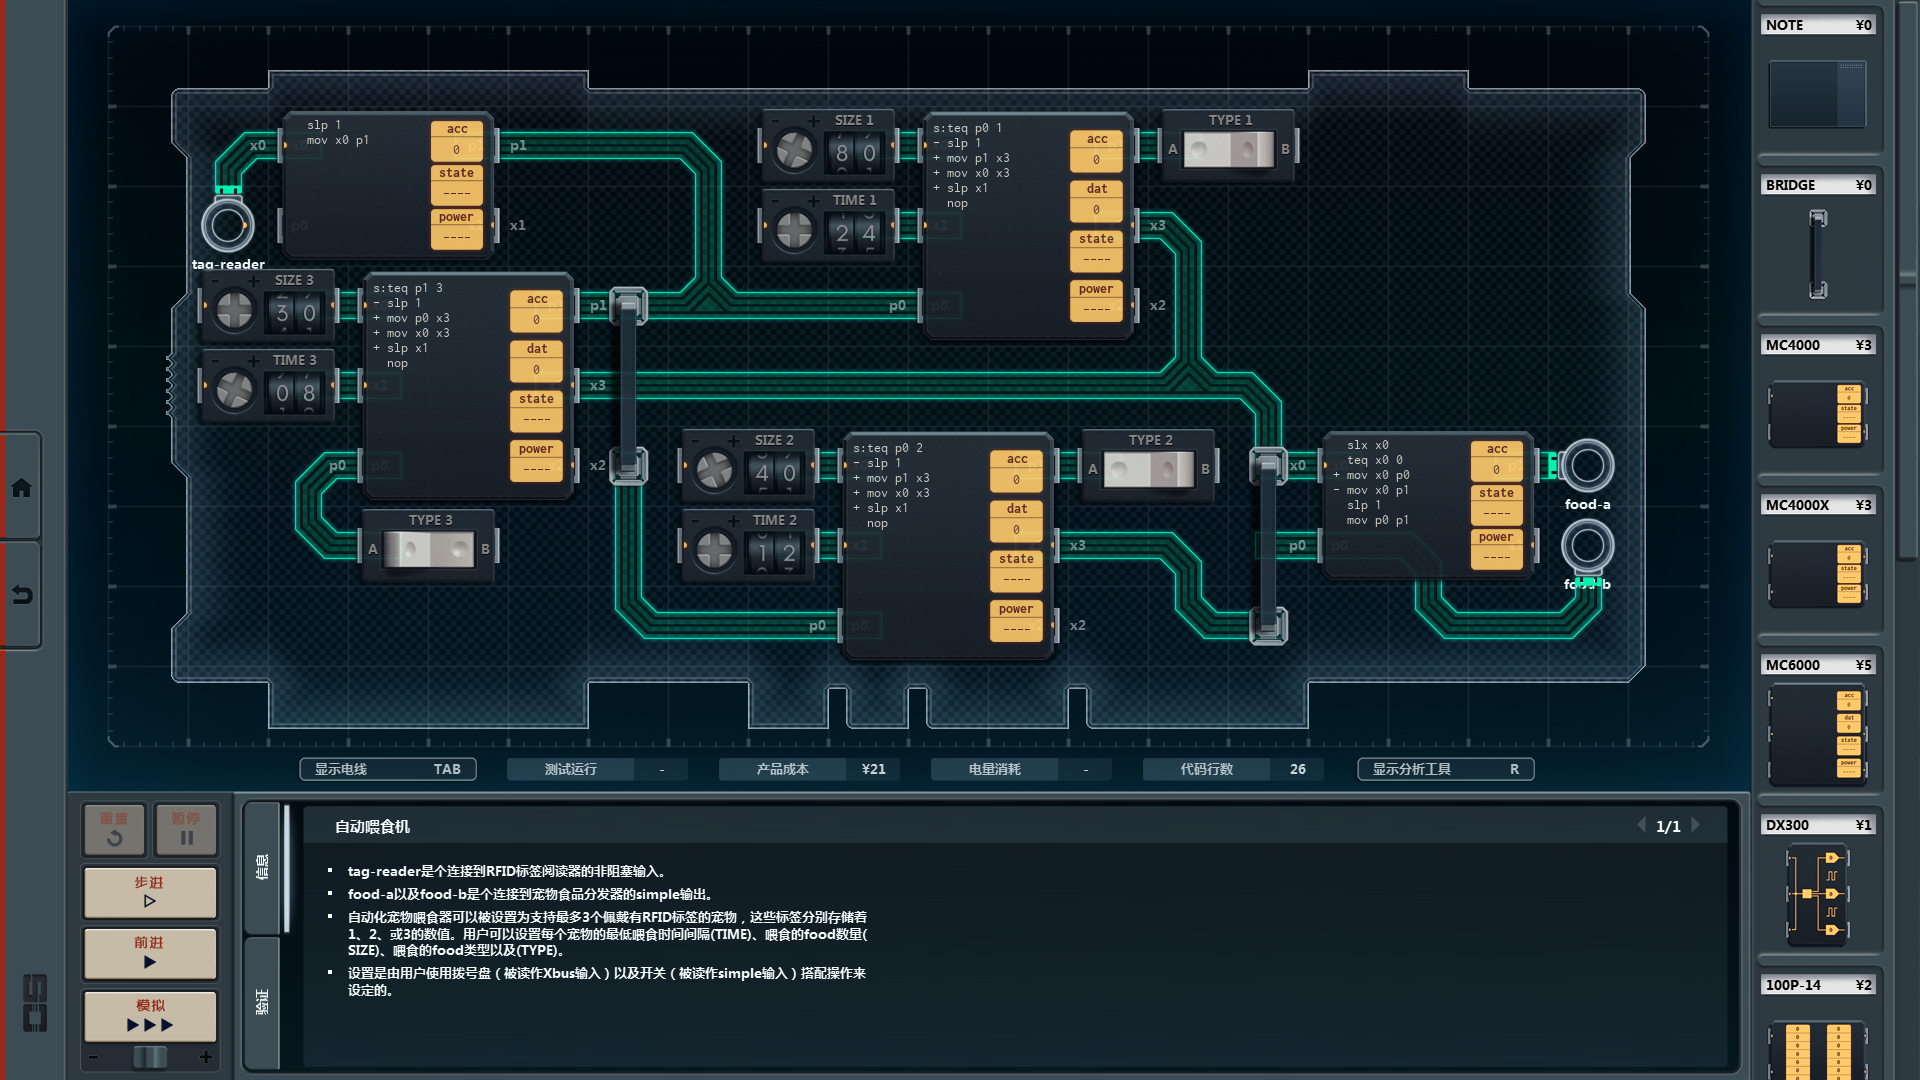 NOTE ¥0
BRIDGE ¥0
MC4000 ¥3
acc
0
state
----
power
----
MC4000X ¥3
acc
0
state
----
power
----
MC6000 ¥5
acc
0
dat
0
state
----
power
----
DX300 ¥1
100P-14 ¥2
slp 1
mov x0 p1
acc
0
state
----
power
----
x0
p1
p0
x1
tag-reader
SIZE 1
8 0
TIME 1
2 4
s:teq p0 1
- slp 1
+ mov p1 x3
+ mov x0 x3
+ slp x1
nop
acc
0
dat
0
state
----
power
----
p0
x1
x3
x2
TYPE 1
A B
SIZE 3
3 0
TIME 3
0 8
s:teq p1 3
- slp 1
+ mov p0 x3
+ mov x0 x3
+ slp x1
nop
acc
0
dat
0
state
----
power
----
p1
x1
x3
p0
x2
TYPE 3
A B
SIZE 2
4 0
TIME 2
1 2
s:teq p0 2
- slp 1
+ mov p1 x3
+ mov x0 x3
+ slp x1
nop
acc
0
dat
0
state
----
power
----
x1
x3
p0
x2
TYPE 2
A B
slx x0
teq x0 0
+ mov x0 p0
- mov x0 p1
slp 1
mov p0 p1
acc
0
state
----
power
----
x0
p0
food-a
food-b
显示电线 TAB
测试运行 -
产品成本 ¥21
电量消耗 -
代码行数 26
显示分析工具 R
重置
暂停
步进
前进
模拟
- +
信息
验证
自动喂食机
1/1
▪ tag-reader是个连接到RFID标签阅读器的非阻塞输入。
▪ food-a以及food-b是个连接到宠物食品分发器的simple输出。
▪ 自动化宠物喂食器可以被设置为支持最多3个佩戴有RFID标签的宠物，这些标签分别存储着
1、2、或3的数值。用户可以设置每个宠物的最低喂食时间间隔(TIME)、喂食的food数量(
SIZE)、喂食的food类型以及(TYPE)。
▪ 设置是由用户使用拨号盘（被读作Xbus输入）以及开关（被读作simple输入）搭配操作来
设定的。